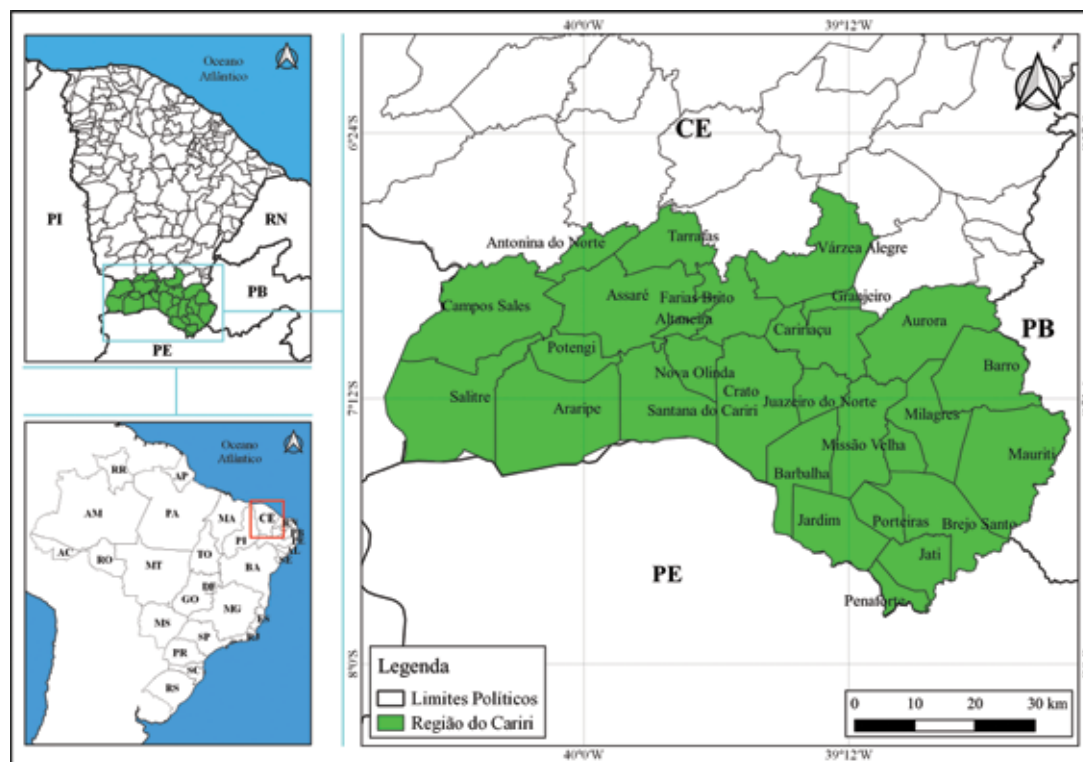 Oceano
Atlântico
PI
RN
PB
PE
Oceano
Atlântico
RR
AP
AM
PA
MA
CE
RN
PI
AC
RO
TO
MT
BA
SE
AL
DF
GO
MG
ES
MS
SP
RJ
PR
SC
RS
40°0'W
39°12'W
6°24'S
7°12'S
8°0'S
CE
Antonina do Norte
Tarrafas
Várzea Alegre
Campos Sales
Assaré
Farias Brito
Granjeiro
Altaneira
Caririaçu
Aurora
PB
Potengi
Nova Olinda
Barro
Salitre
Araripe
Santana do Cariri
Crato
Juazeiro do Norte
Milagres
Missão Velha
Mauriti
Barbalha
Jardim
Porteiras
Brejo Santo
Jati
PE
Penaforte
Legenda
Limites Políticos
Região do Cariri
0 10 20 30 km
40°0'W
39°12'W